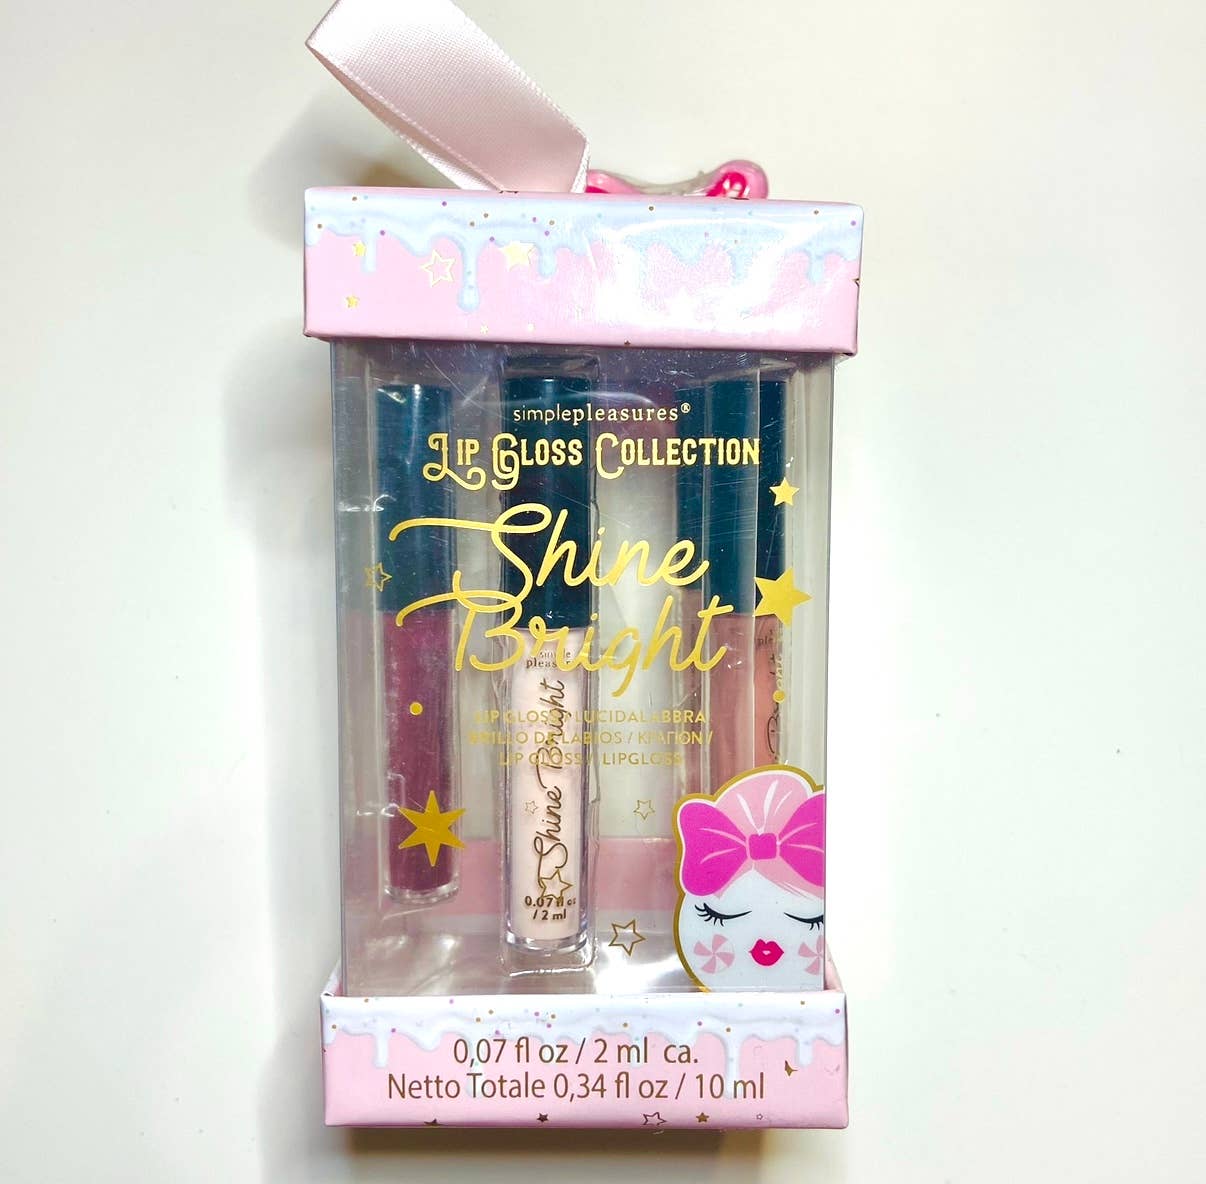 simplepleasures®
Lip Gloss Collection
Shine
Bright
LIP GLOSS / LUCIDALABBRA
BRILLO DE LABIOS / ΚΡΑΓΙΟΝ /
LIP GLOSS / LIPGLOSS
simple
pleasures
Shine Bright
0.07 fl oz
/ 2 ml
0,07 fl oz / 2 ml ca.
Netto Totale 0,34 fl oz / 10 ml